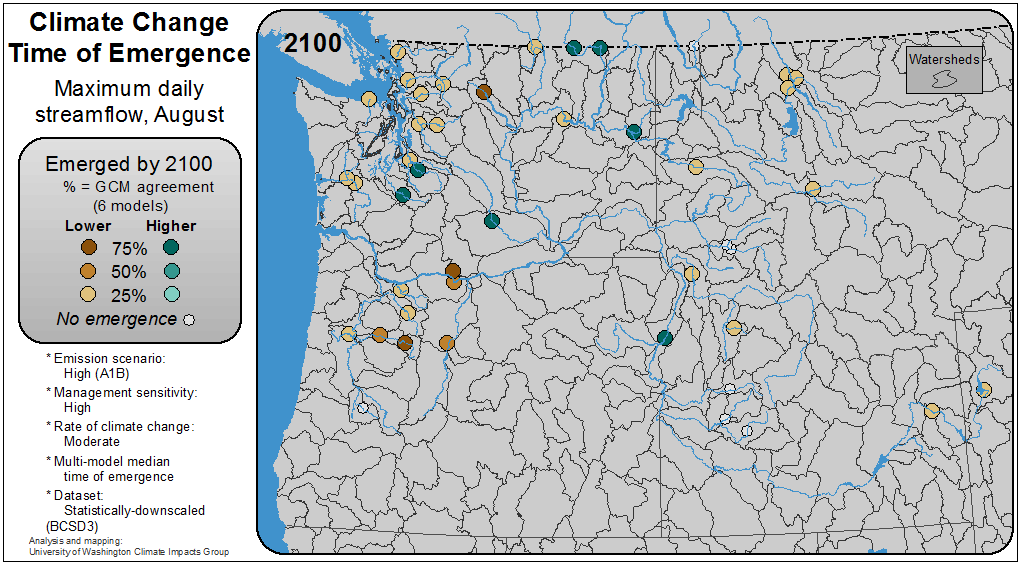 Climate Change
Time of Emergence
Maximum daily
streamflow, August
Emerged by 2100
% = GCM agreement
(6 models)
Lower Higher
75%
50%
25%
No emergence
* Emission scenario:
High (A1B)
* Management sensitivity:
High
* Rate of climate change:
Moderate
* Multi-model median
time of emergence
* Dataset:
Statistically-downscaled
(BCSD3)
Analysis and mapping:
University of Washington Climate Impacts Group
2100
Watersheds